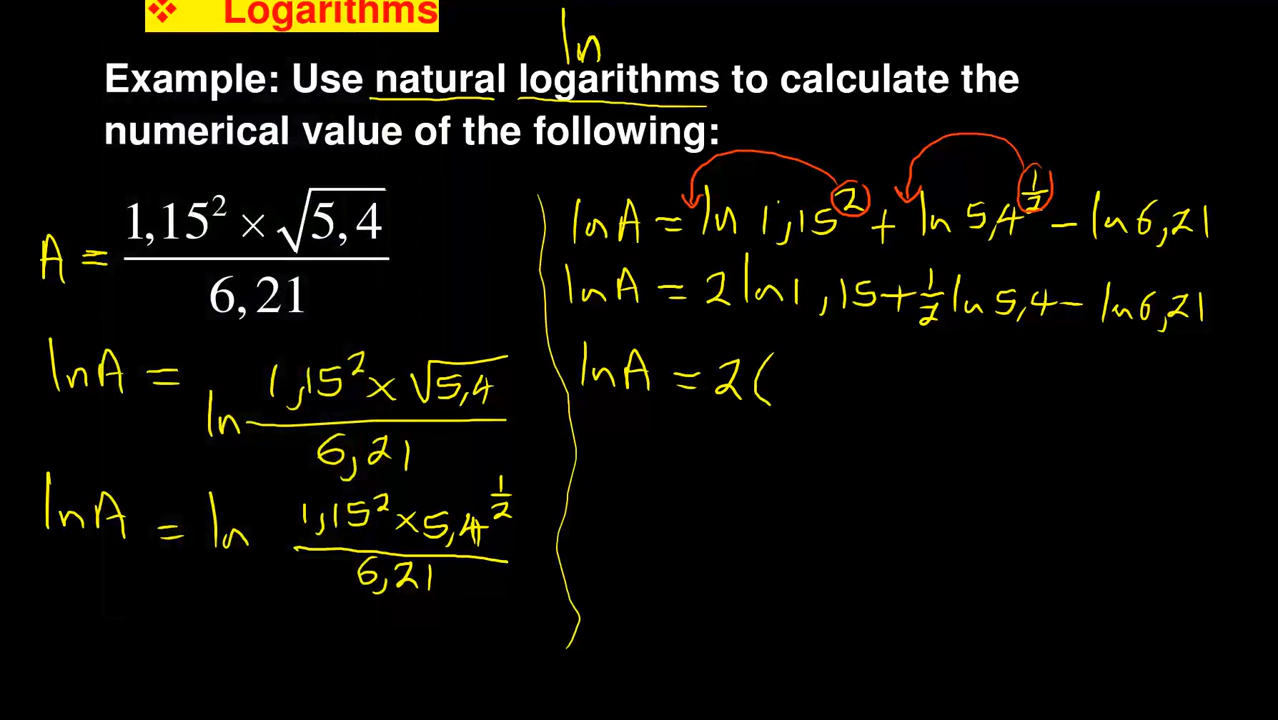 ❖ Logarithms
ln
Example: Use natural logarithms to calculate the
numerical value of the following:
A = (1,15² × √5,4) / 6,21
ln A = ln (1,15² × √5,4) / 6,21
ln A = ln (1,15² × 5,4^(1/2)) / 6,21
ln A = ln 1,15² + ln 5,4^(1/2) − ln 6,21
ln A = 2 ln 1,15 + 1/2 ln 5,4 − ln 6,21
ln A = 2(